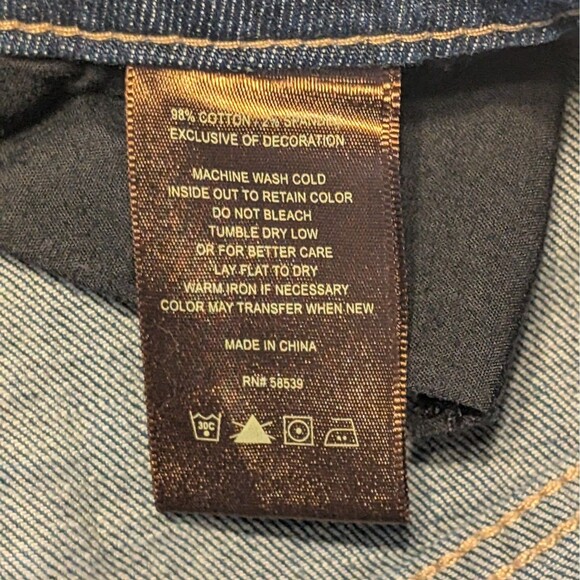 98% COTTON, 2% SPANDEX
EXCLUSIVE OF DECORATION
MACHINE WASH COLD
INSIDE OUT TO RETAIN COLOR
DO NOT BLEACH
TUMBLE DRY LOW
OR FOR BETTER CARE
LAY FLAT TO DRY
WARM IRON IF NECESSARY
COLOR MAY TRANSFER WHEN NEW
MADE IN CHINA
RN# 58539
30C